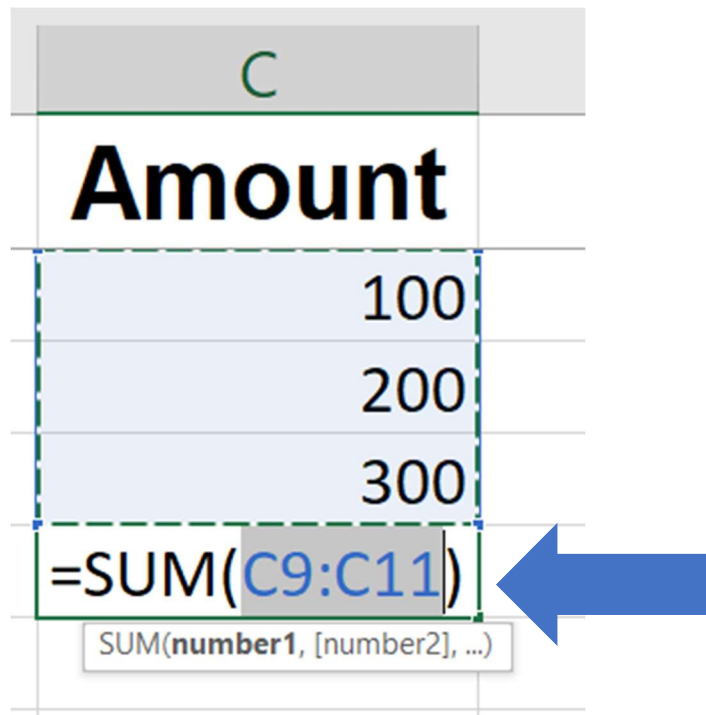 C
Amount
100
200
300
=SUM(C9:C11)
SUM(number1, [number2], ...)